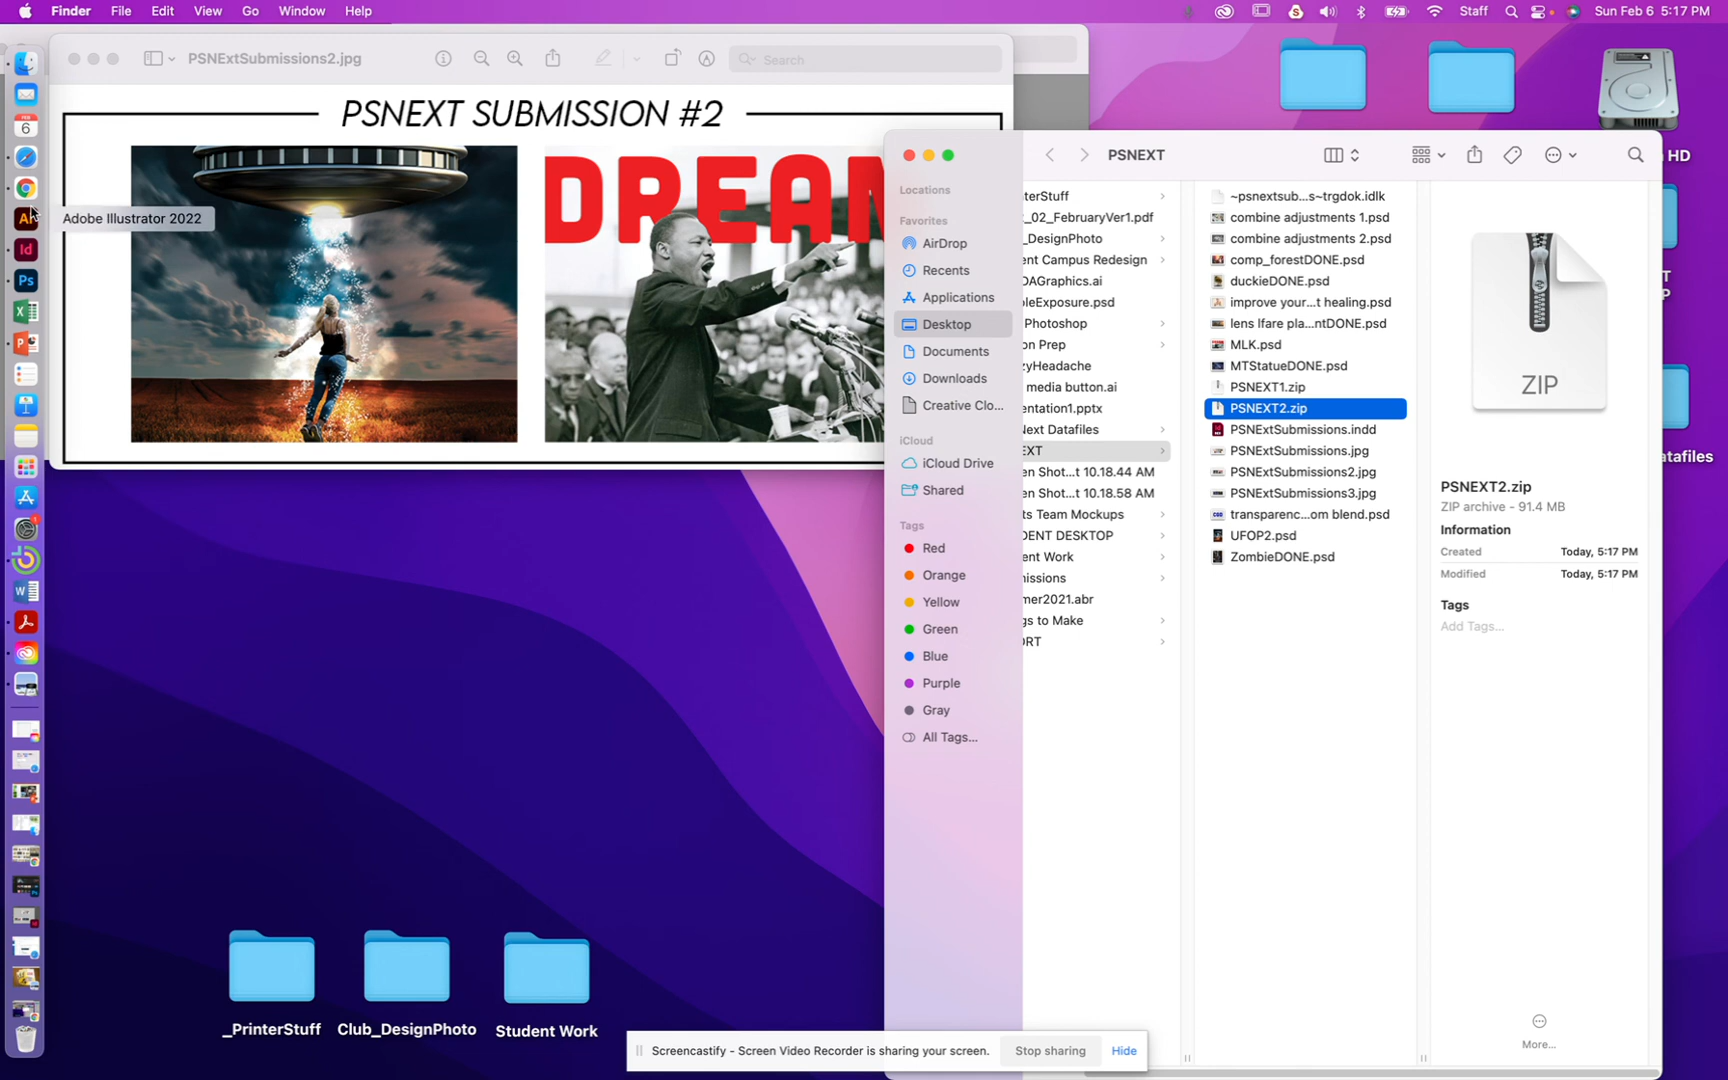 Finder File Edit View Go Window Help
Staff Sun Feb 6 5:17 PM
PSNExtSubmissions2.jpg
Search
PSNEXT SUBMISSION #2
DREA
FEB
6
Adobe Illustrator 2022
Ai
Id
Ps
PSNEXT
Locations
Favorites
AirDrop
Recents
Applications
Desktop
Documents
Downloads
Creative Clo...
iCloud
iCloud Drive
Shared
Tags
Red
Orange
Yellow
Green
Blue
Purple
Gray
All Tags...
terStuff
_02_FebruaryVer1.pdf
_DesignPhoto
ent Campus Redesign
DAGraphics.ai
leExposure.psd
Photoshop
on Prep
zyHeadache
media button.ai
entation1.pptx
Next Datafiles
EXT
en Shot...t 10.18.44 AM
en Shot...t 10.18.58 AM
ts Team Mockups
DENT DESKTOP
ent Work
missions
mer2021.abr
gs to Make
ORT
~psnextsub...s~trgdok.idlk
combine adjustments 1.psd
combine adjustments 2.psd
comp_forestDONE.psd
duckieDONE.psd
improve your...t healing.psd
lens lfare pla...ntDONE.psd
MLK.psd
MTStatueDONE.psd
PSNEXT1.zip
PSNEXT2.zip
PSNExtSubmissions.indd
PSNExtSubmissions.jpg
PSNExtSubmissions2.jpg
PSNExtSubmissions3.jpg
transparenc...om blend.psd
UFOP2.psd
ZombieDONE.psd
ZIP
PSNEXT2.zip
ZIP archive - 91.4 MB
Information
Created Today, 5:17 PM
Modified Today, 5:17 PM
Tags
Add Tags...
More...
HD
T
P
atafiles
_PrinterStuff
Club_DesignPhoto
Student Work
Screencastify - Screen Video Recorder is sharing your screen. Stop sharing Hide